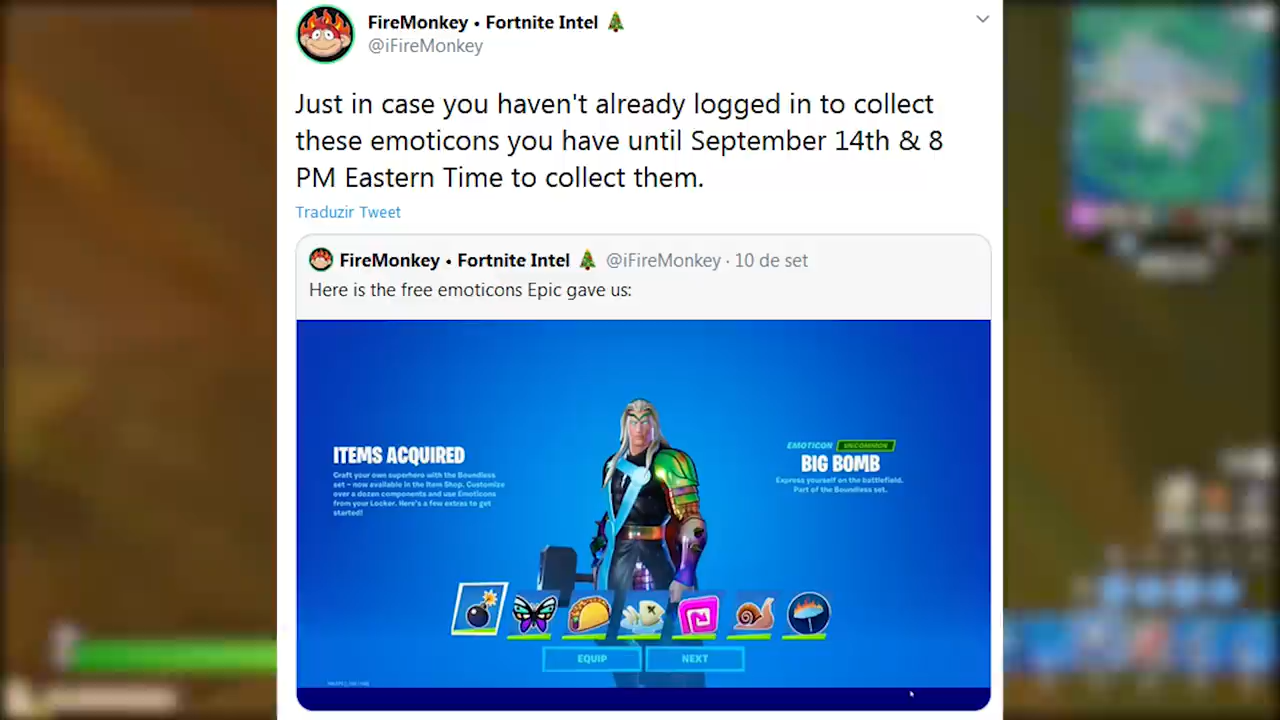 FireMonkey • Fortnite Intel 🎄
@iFireMonkey
Just in case you haven't already logged in to collect
these emoticons you have until September 14th & 8
PM Eastern Time to collect them.
Traduzir Tweet
FireMonkey • Fortnite Intel 🎄 @iFireMonkey · 10 de set
Here is the free emoticons Epic gave us:
ITEMS ACQUIRED
Craft your own superhero with the Boundless
set – now available in the Item Shop. Customize
over a dozen components and use Emoticons
from your Locker. Here's a few extras to get
started!
EMOTICON UNCOMMON
BIG BOMB
Express yourself on the battlefield.
Part of the Boundless set.
EQUIP
NEXT